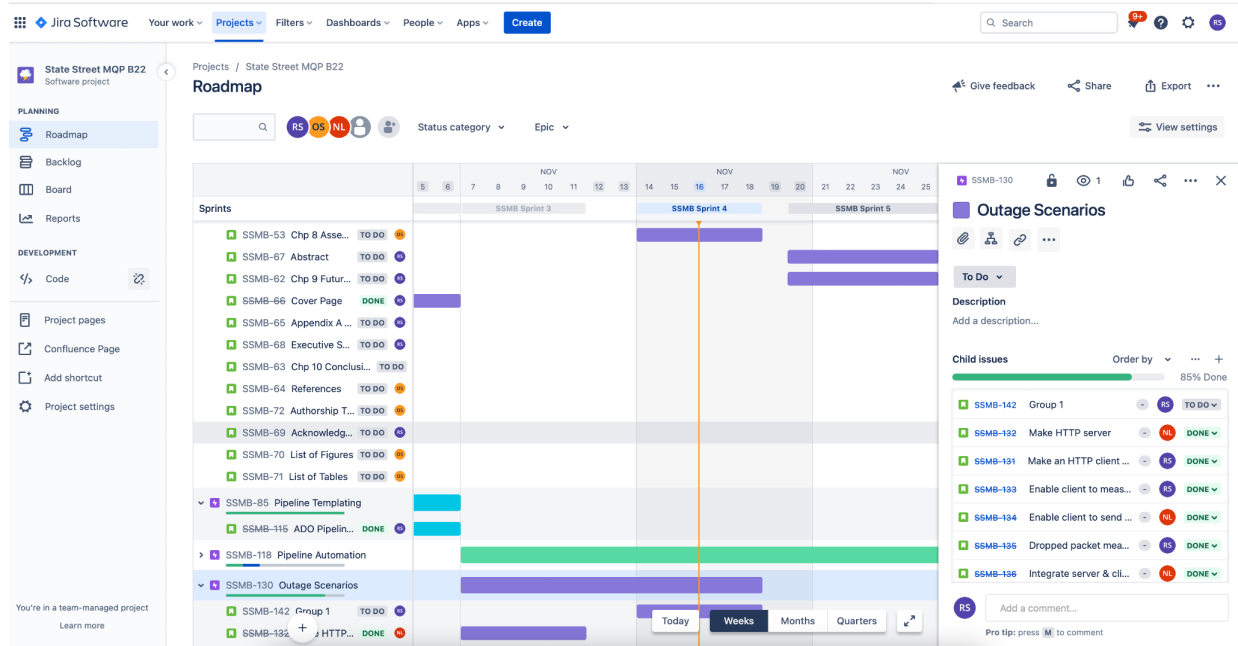 Jira Software Your work Projects Filters Dashboards People Apps Create Search 9+ RS
State Street MQP B22
Software project
PLANNING
Roadmap
Backlog
Board
Reports
DEVELOPMENT
Code
Project pages
Confluence Page
Add shortcut
Project settings
You're in a team-managed project
Learn more
Projects / State Street MQP B22
Roadmap
Give feedback Share Export
RS OS NL Status category Epic View settings
NOV NOV NOV
5 6 7 8 9 10 11 12 13 14 15 16 17 18 19 20 21 22 23 24 25
Sprints SSMB Sprint 3 SSMB Sprint 4 SSMB Sprint 5
SSMB-53 Chp 8 Asse... TO DO OS
SSMB-67 Abstract TO DO RS
SSMB-62 Chp 9 Futur... TO DO RS
SSMB-66 Cover Page DONE RS
SSMB-65 Appendix A ... TO DO RS
SSMB-68 Executive S... TO DO RS
SSMB-63 Chp 10 Conclusi... TO DO
SSMB-64 References TO DO OS
SSMB-72 Authorship T... TO DO OS
SSMB-69 Acknowledg... TO DO RS
SSMB-70 List of Figures TO DO OS
SSMB-71 List of Tables TO DO OS
SSMB-85 Pipeline Templating
SSMB-115 ADO Pipelin... DONE RS
SSMB-118 Pipeline Automation
SSMB-130 Outage Scenarios
SSMB-142 Group 1 TO DO RS
SSMB-132 HTTP... DONE NL
Today Weeks Months Quarters
SSMB-130 1
Outage Scenarios
To Do
Description
Add a description...
Child issues Order by
85% Done
SSMB-142 Group 1 - RS TO DO
SSMB-132 Make HTTP server - NL DONE
SSMB-131 Make an HTTP client ... - RS DONE
SSMB-133 Enable client to meas... - RS DONE
SSMB-134 Enable client to send ... - NL DONE
SSMB-135 Dropped packet mea... - RS DONE
SSMB-136 Integrate server & cli... - NL DONE
RS Add a comment...
Pro tip: press M to comment